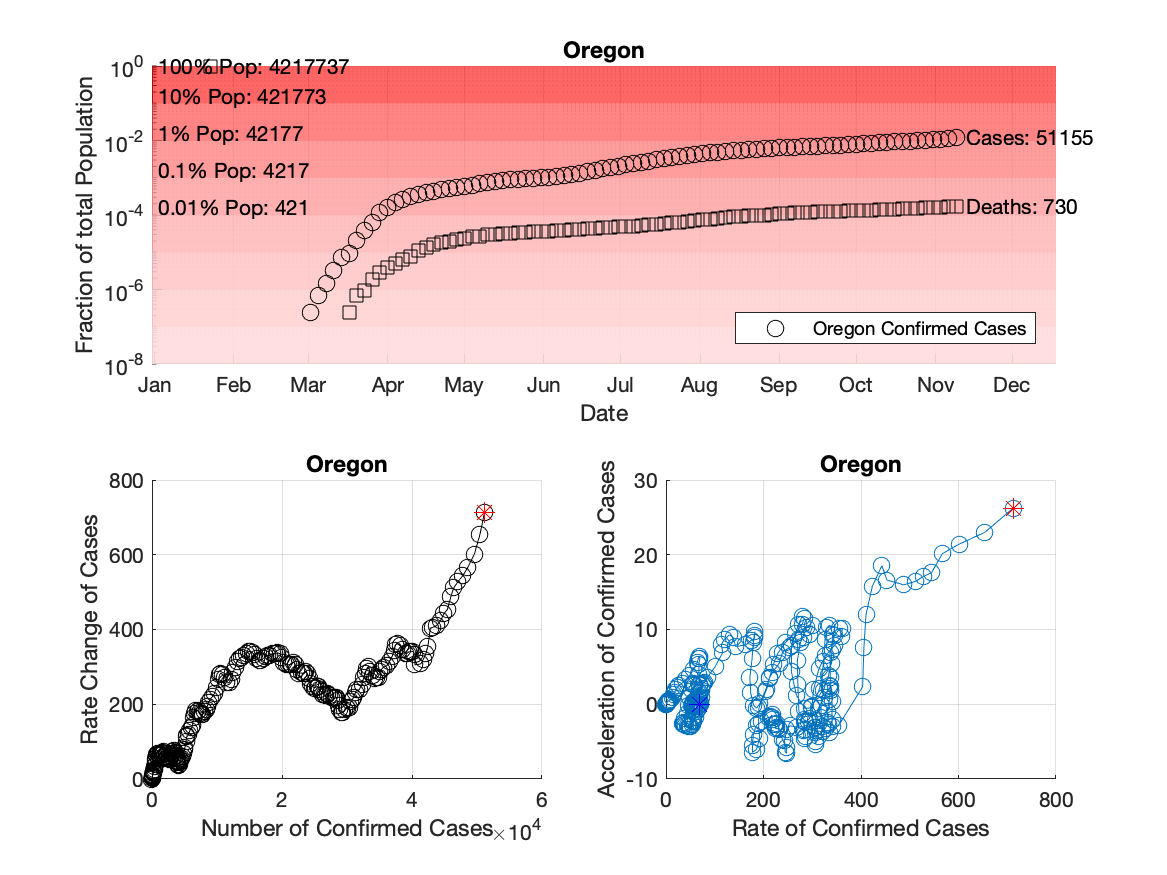 Oregon
10^0
10^-2
10^-4
10^-6
10^-8
Fraction of total Population
100% Pop: 4217737
10% Pop: 421773
1% Pop: 42177
0.1% Pop: 4217
0.01% Pop: 421
Cases: 51155
Deaths: 730
Oregon Confirmed Cases
Jan Feb Mar Apr May Jun Jul Aug Sep Oct Nov Dec
Date
Oregon
800
600
400
200
0
Rate Change of Cases
0 2 4 6
Number of Confirmed Cases ×10^4
Oregon
30
20
10
0
-10
Acceleration of Confirmed Cases
0 200 400 600 800
Rate of Confirmed Cases